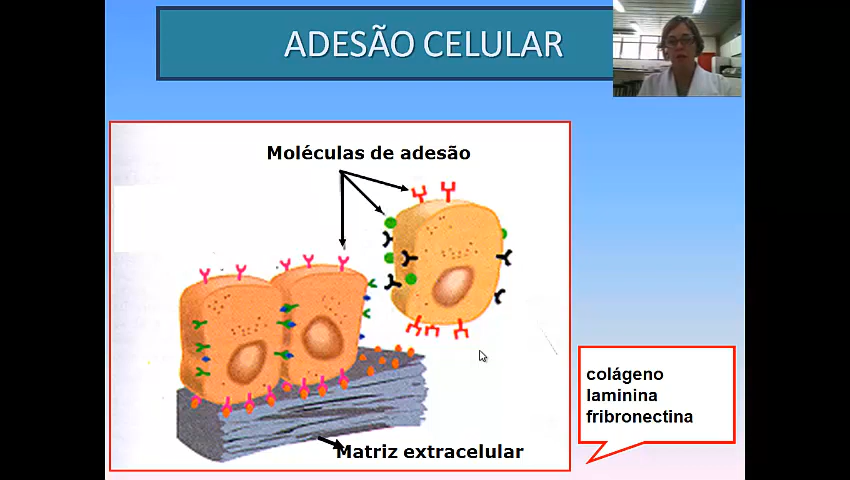 ADESÃO CELULAR
Moléculas de adesão
colágeno
laminina
fribronectina
Matriz extracelular